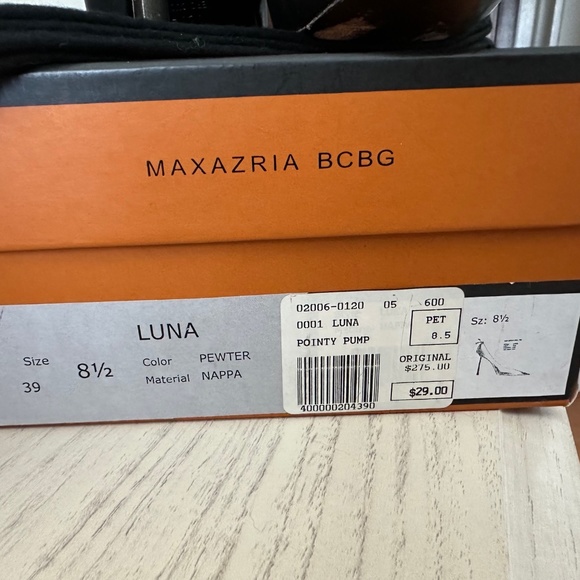 MAXAZRIA BCBG
LUNA
Size 8½ Color PEWTER
39 Material NAPPA
02006-0120 05 600
0001 LUNA PET
POINTY PUMP 8.5
ORIGINAL
$275.00
$29.00
400000204390
Sz: 8½